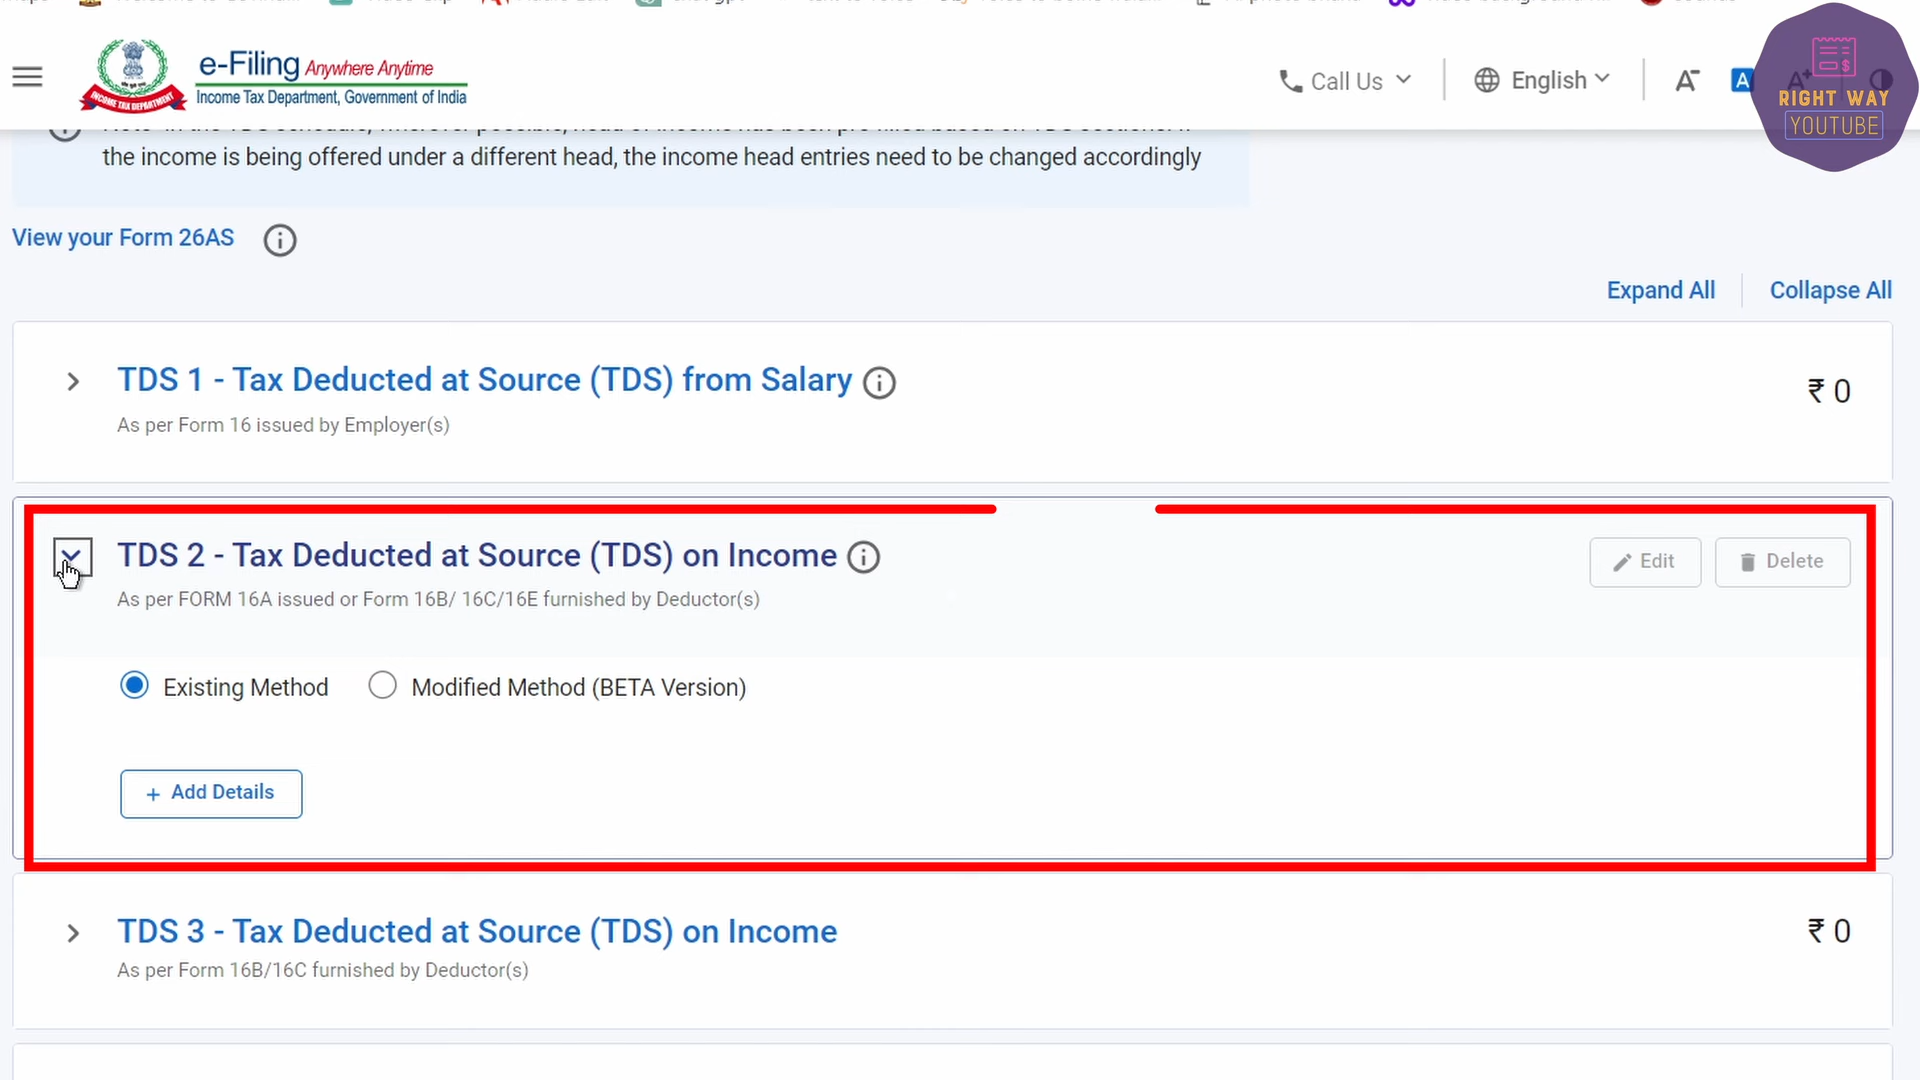 e-Filing Anywhere Anytime
Income Tax Department, Government of India
INCOME TAX DEPARTMENT
Call Us
English
A-
A
A+
RIGHT WAY
YOUTUBE
the income is being offered under a different head, the income head entries need to be changed accordingly
View your Form 26AS
Expand All
Collapse All
TDS 1 - Tax Deducted at Source (TDS) from Salary
₹ 0
As per Form 16 issued by Employer(s)
TDS 2 - Tax Deducted at Source (TDS) on Income
Edit
Delete
As per FORM 16A issued or Form 16B/ 16C/16E furnished by Deductor(s)
Existing Method
Modified Method (BETA Version)
+ Add Details
TDS 3 - Tax Deducted at Source (TDS) on Income
₹ 0
As per Form 16B/16C furnished by Deductor(s)